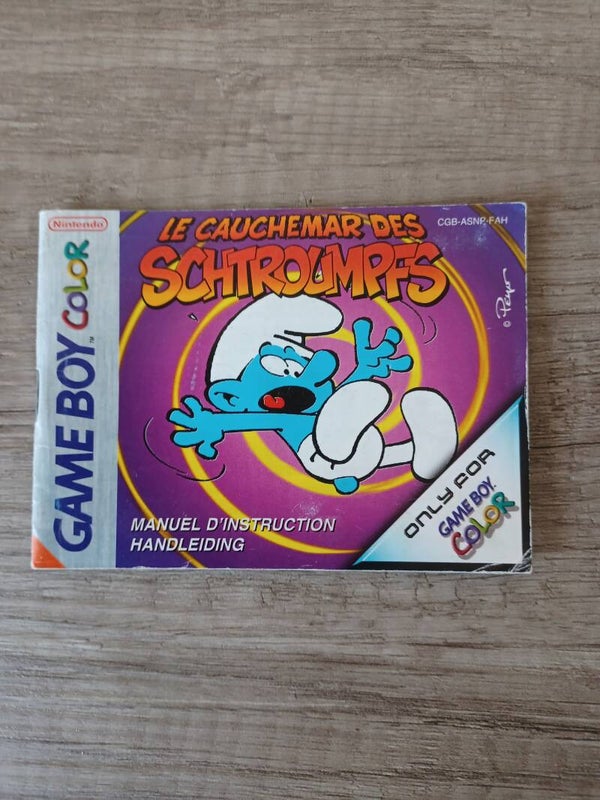 Nintendo
GAME BOY COLOR
TM
LE CAUCHEMAR DES
SCHTROUMPFS
CGB-ASNP-FAH
© Peyo
MANUEL D'INSTRUCTION
HANDLEIDING
ONLY FOR
GAME BOY
COLOR